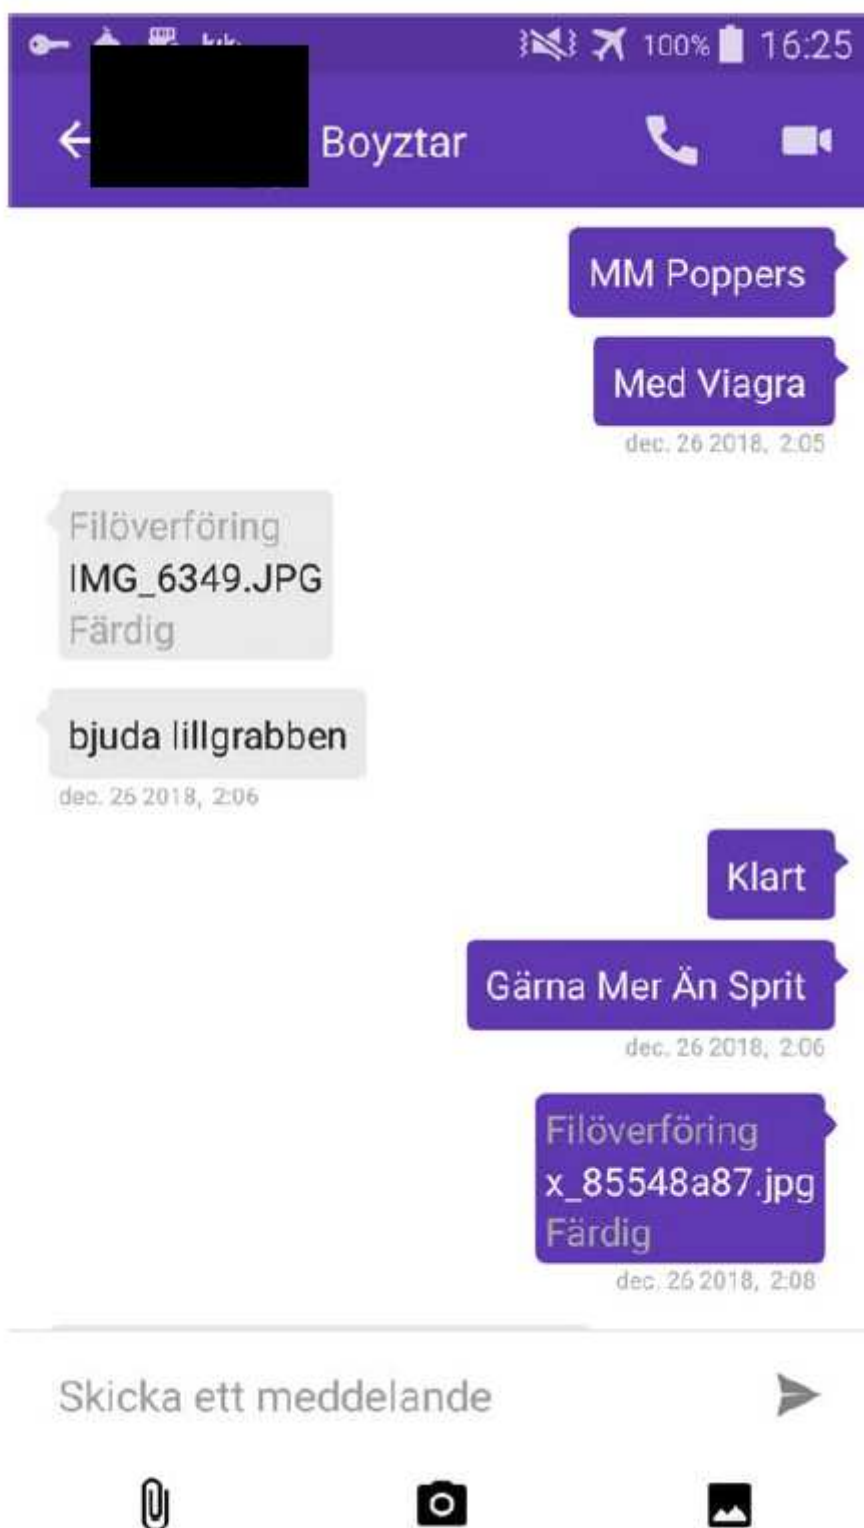 100% 16:25
Boyztar
MM Poppers
Med Viagra
dec. 26 2018, 2:05
Filöverföring
IMG_6349.JPG
Färdig
bjuda lillgrabben
dec. 26 2018, 2:06
Klart
Gärna Mer Än Sprit
dec. 26 2018, 2:06
Filöverföring
x_85548a87.jpg
Färdig
dec. 26 2018, 2:08
Skicka ett meddelande